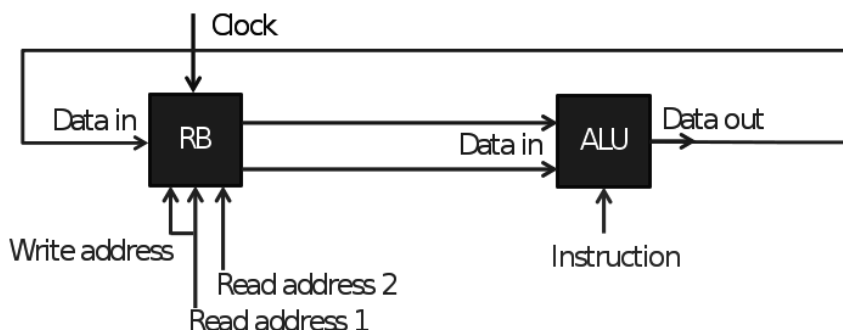 Clock
Data in
RB
Data in
ALU
Data out
Write address
Read address 2
Read address 1
Instruction